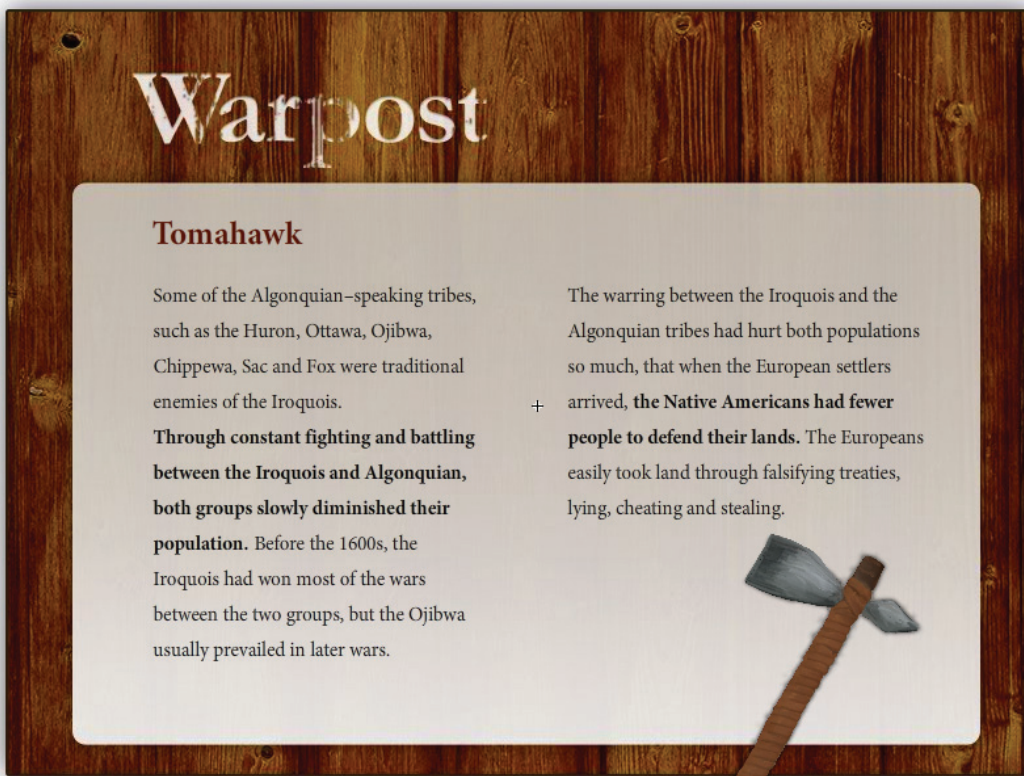 Warpost
Tomahawk
Some of the Algonquian–speaking tribes,
such as the Huron, Ottawa, Ojibwa,
Chippewa, Sac and Fox were traditional
enemies of the Iroquois.
Through constant fighting and battling
between the Iroquois and Algonquian,
both groups slowly diminished their
population. Before the 1600s, the
Iroquois had won most of the wars
between the two groups, but the Ojibwa
usually prevailed in later wars.
The warring between the Iroquois and the
Algonquian tribes had hurt both populations
so much, that when the European settlers
arrived, the Native Americans had fewer
people to defend their lands. The Europeans
easily took land through falsifying treaties,
lying, cheating and stealing.